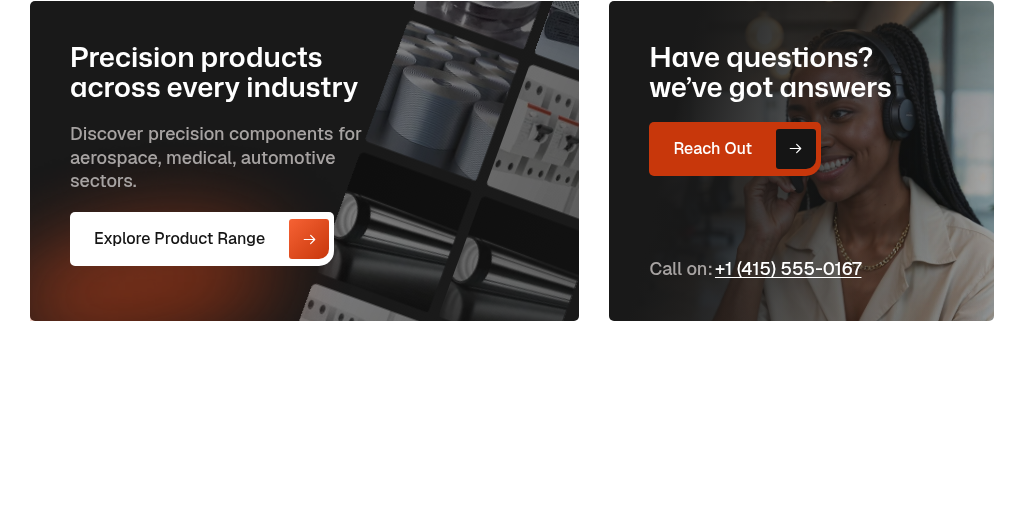 Precision products
across every industry
Discover precision components for
aerospace, medical, automotive
sectors.
Explore Product Range
Have questions?
we’ve got answers
Reach Out
Call on: +1 (415) 555-0167